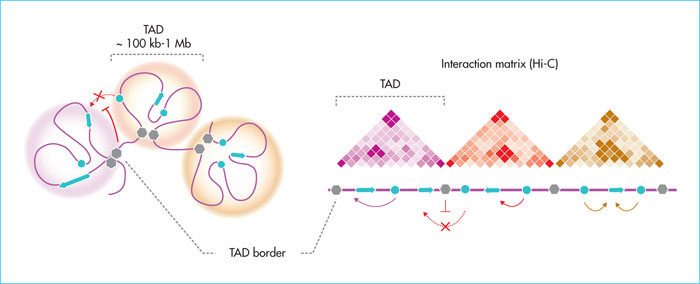 TAD
~ 100 kb-1 Mb
Interaction matrix (Hi-C)
TAD
TAD border